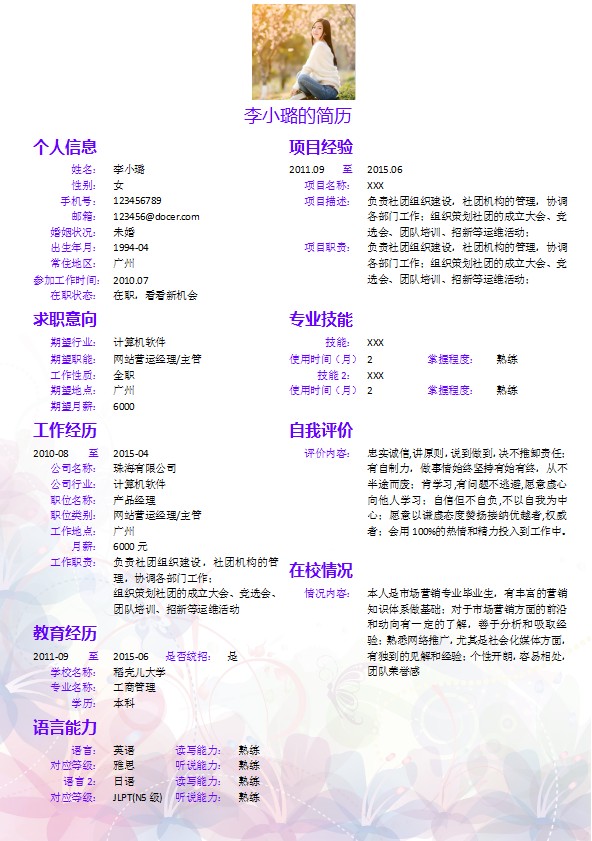 李小璐的简历
个人信息
姓名： 李小璐
性别： 女
手机号： 123456789
邮箱： 123456@docer.com
婚姻状况： 未婚
出生年月： 1994-04
常住地区： 广州
参加工作时间： 2010.07
在职状态： 在职，看看新机会
求职意向
期望行业： 计算机软件
期望职能： 网站营运经理/主管
工作性质： 全职
期望地点： 广州
期望月薪： 6000
工作经历
2010-08 至 2015-04
公司名称： 珠海有限公司
公司行业： 计算机软件
职位名称： 产品经理
职位类别： 网站营运经理/主管
工作地点： 广州
月薪： 6000 元
工作职责： 负责社团组织建设，社团机构的管
理，协调各部门工作；
组织策划社团的成立大会、竞选会、
团队培训、招新等运维活动
教育经历
2011-09 至 2015-06 是否统招： 是
学校名称： 稻壳儿大学
专业名称： 工商管理
学历： 本科
语言能力
语言： 英语 读写能力： 熟练
对应等级： 雅思 听说能力： 熟练
语言 2： 日语 读写能力： 熟练
对应等级： JLPT(N5 级) 听说能力： 熟练
项目经验
2011.09 至 2015.06
项目名称： XXX
项目描述： 负责社团组织建设，社团机构的管理，协调
各部门工作；组织策划社团的成立大会、竞
选会、团队培训、招新等运维活动；
项目职责： 负责社团组织建设，社团机构的管理，协调
各部门工作；组织策划社团的成立大会、竞
选会、团队培训、招新等运维活动；
专业技能
技能： XXX
使用时间（月） 2 掌握程度： 熟练
技能 2： XXX
使用时间（月） 2 掌握程度： 熟练
自我评价
评价内容： 忠实诚信,讲原则，说到做到，决不推卸责任；
有自制力，做事情始终坚持有始有终，从不
半途而废；肯学习,有问题不逃避,愿意虚心
向他人学习；自信但不自负,不以自我为中
心；愿意以谦虚态度赞扬接纳优越者,权威
者；会用 100%的热情和精力投入到工作中。
在校情况
情况内容： 本人是市场营销专业毕业生，有丰富的营销
知识体系做基础；对于市场营销方面的前沿
和动向有一定的了解，善于分析和吸取经
验；熟悉网络推广，尤其是社会化媒体方面，
有独到的见解和经验；个性开朗，容易相处，
团队荣誉感